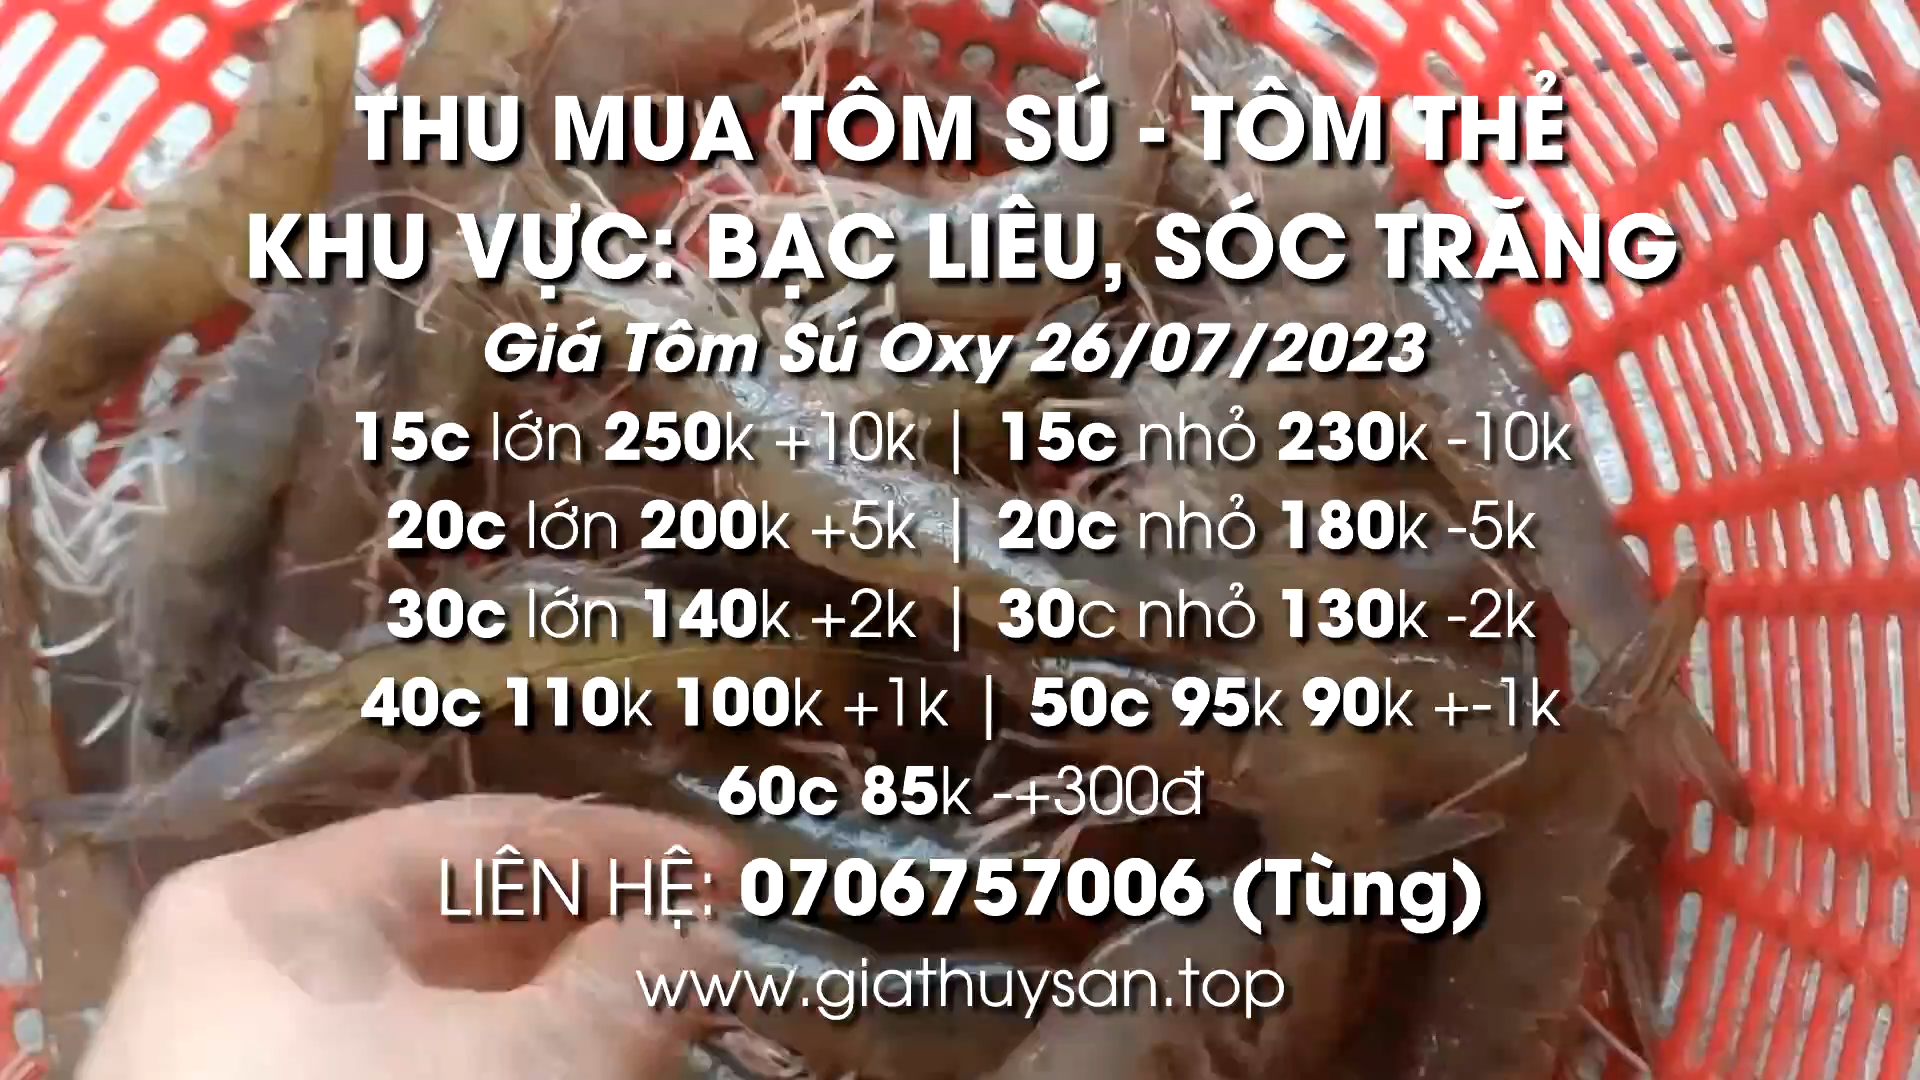 THU MUA TÔM SÚ - TÔM THẺ
KHU VỰC: BẠC LIÊU, SÓC TRĂNG
Giá Tôm Sú Oxy 26/07/2023
15c lớn 250k +10k | 15c nhỏ 230k -10k
20c lớn 200k +5k | 20c nhỏ 180k -5k
30c lớn 140k +2k | 30c nhỏ 130k -2k
40c 110k 100k +1k | 50c 95k 90k +-1k
60c 85k -+300đ
LIÊN HỆ: 0706757006 (Tùng)
www.giathuysan.top